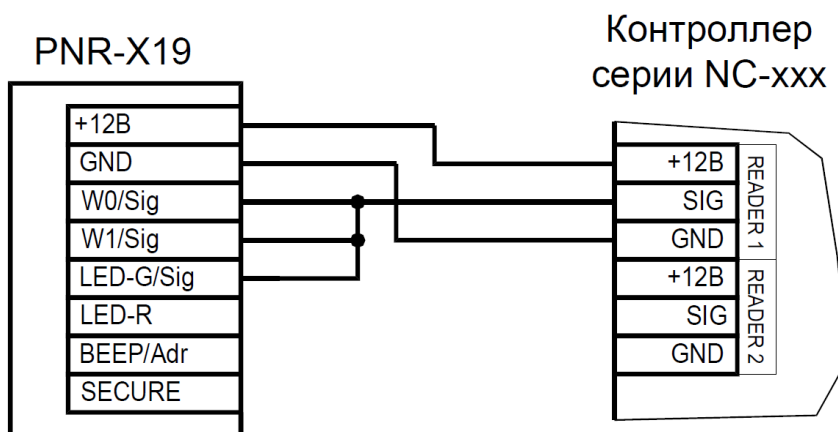 PNR-X19
+12В
GND
W0/Sig
W1/Sig
LED-G/Sig
LED-R
BEEP/Adr
SECURE
Контроллер
серии NC-xxx
+12В
SIG
GND
+12В
SIG
GND
READER 1
READER 2